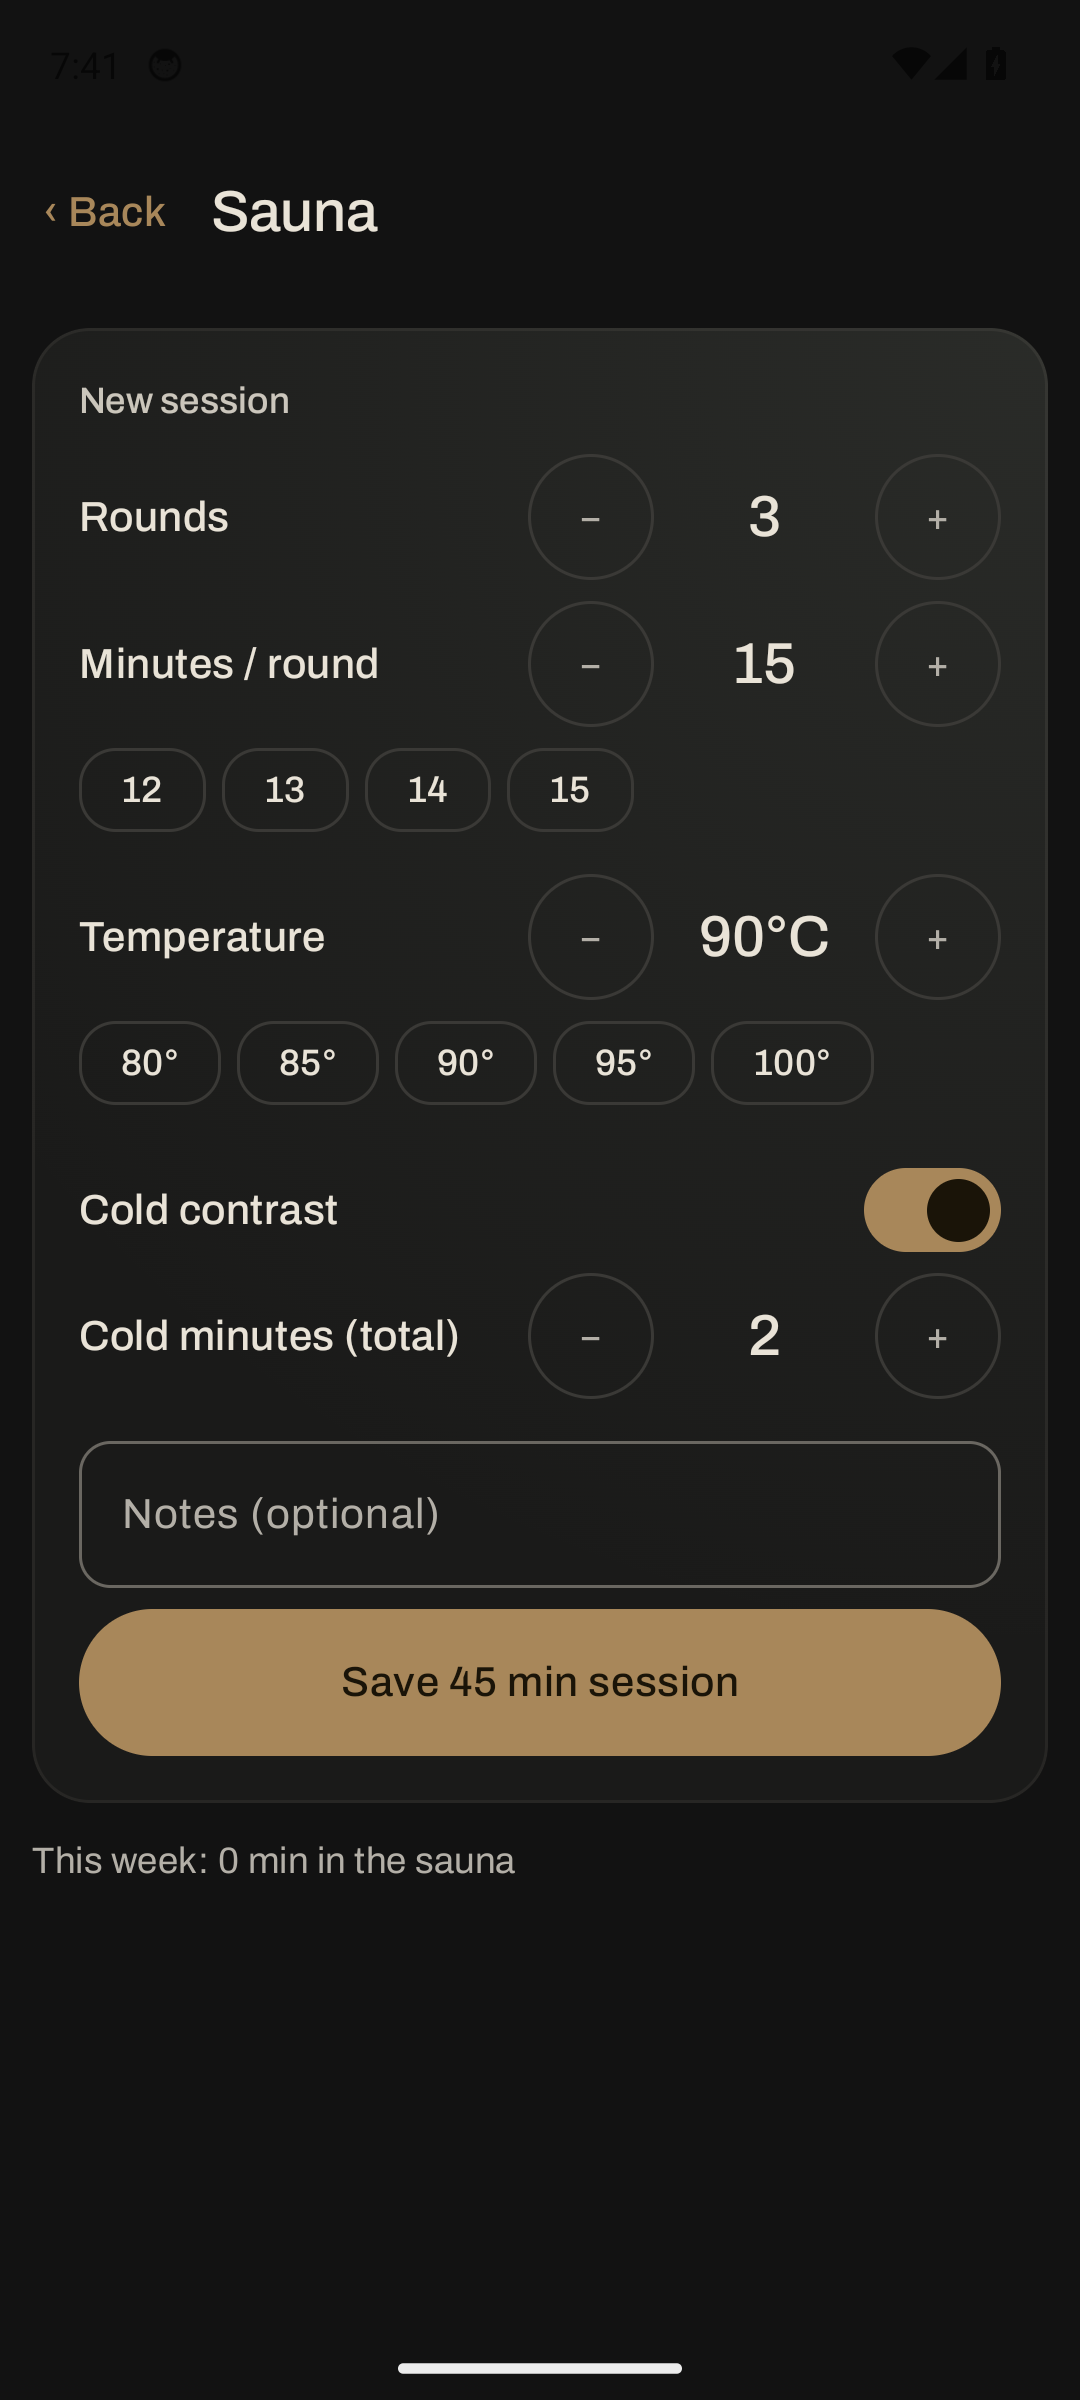 7:41
‹ Back Sauna
New session
Rounds − 3 +
Minutes / round − 15 +
12 13 14 15
Temperature − 90°C +
80° 85° 90° 95° 100°
Cold contrast
Cold minutes (total) − 2 +
Notes (optional)
Save 45 min session
This week: 0 min in the sauna